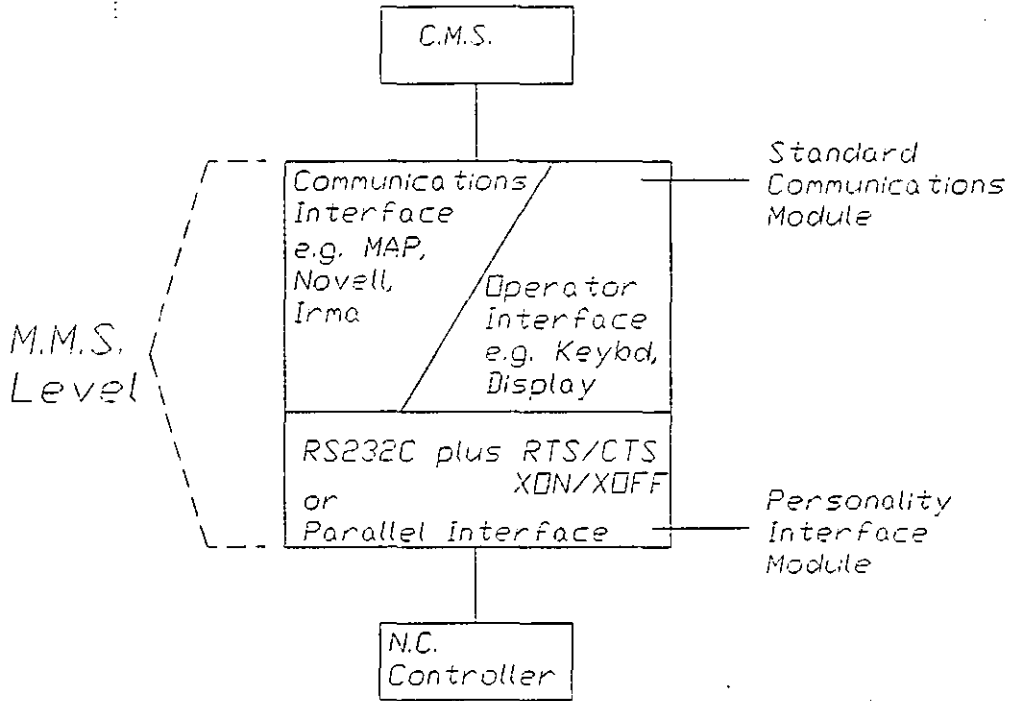 C.M.S.
Communications
Interface
e.g. MAP,
Novell,
Irma
Operator
Interface
e.g. Keybd,
Display
Standard
Communications
Module
M.M.S.
Level
RS232C plus RTS/CTS
XON/XOFF
or
Parallel Interface
Personality
Interface
Module
N.C.
Controller